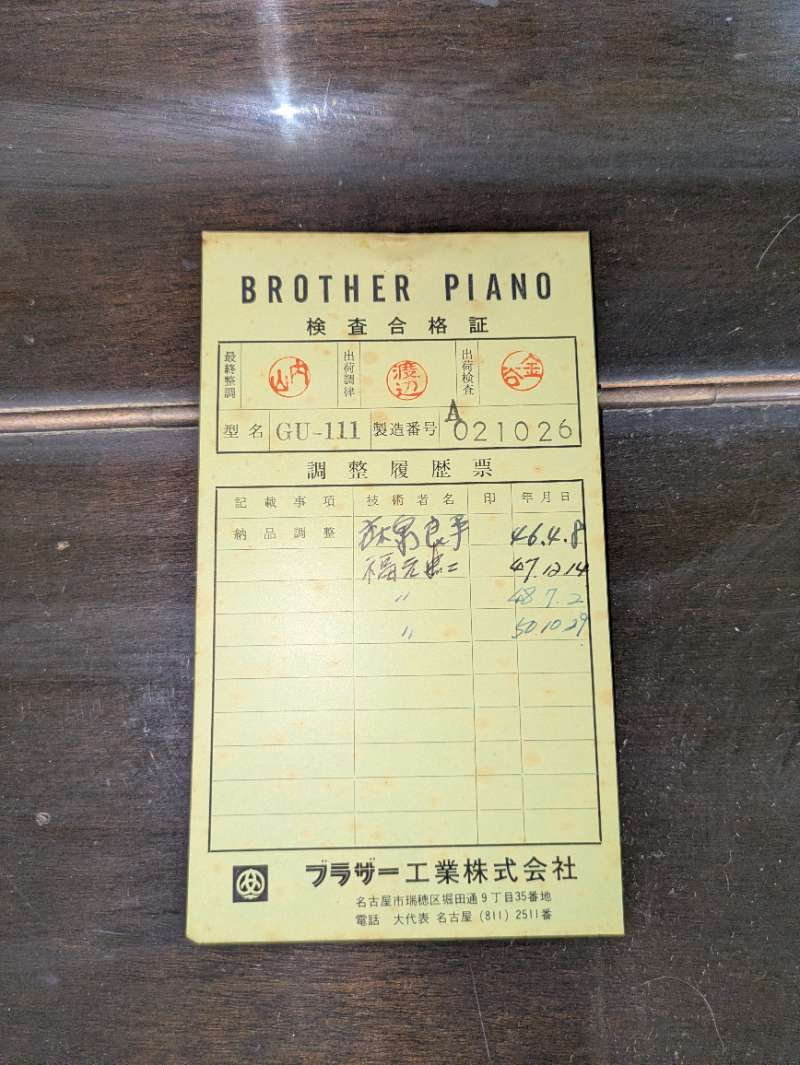 BROTHER PIANO
検査合格証
最終整調 内山 出荷調律 渡辺 出荷検査 金谷
型名 GU-111 製造番号 A 021026
調整履歴票
記載事項 技術者名 印 年月日
納品調整 良平 46.4.8
福元 47.12.14
〃 48.7.2
〃 50.10.29
ブラザー工業株式会社
名古屋市瑞穂区堀田通9丁目35番地
電話 大代表 名古屋 (811) 2511番